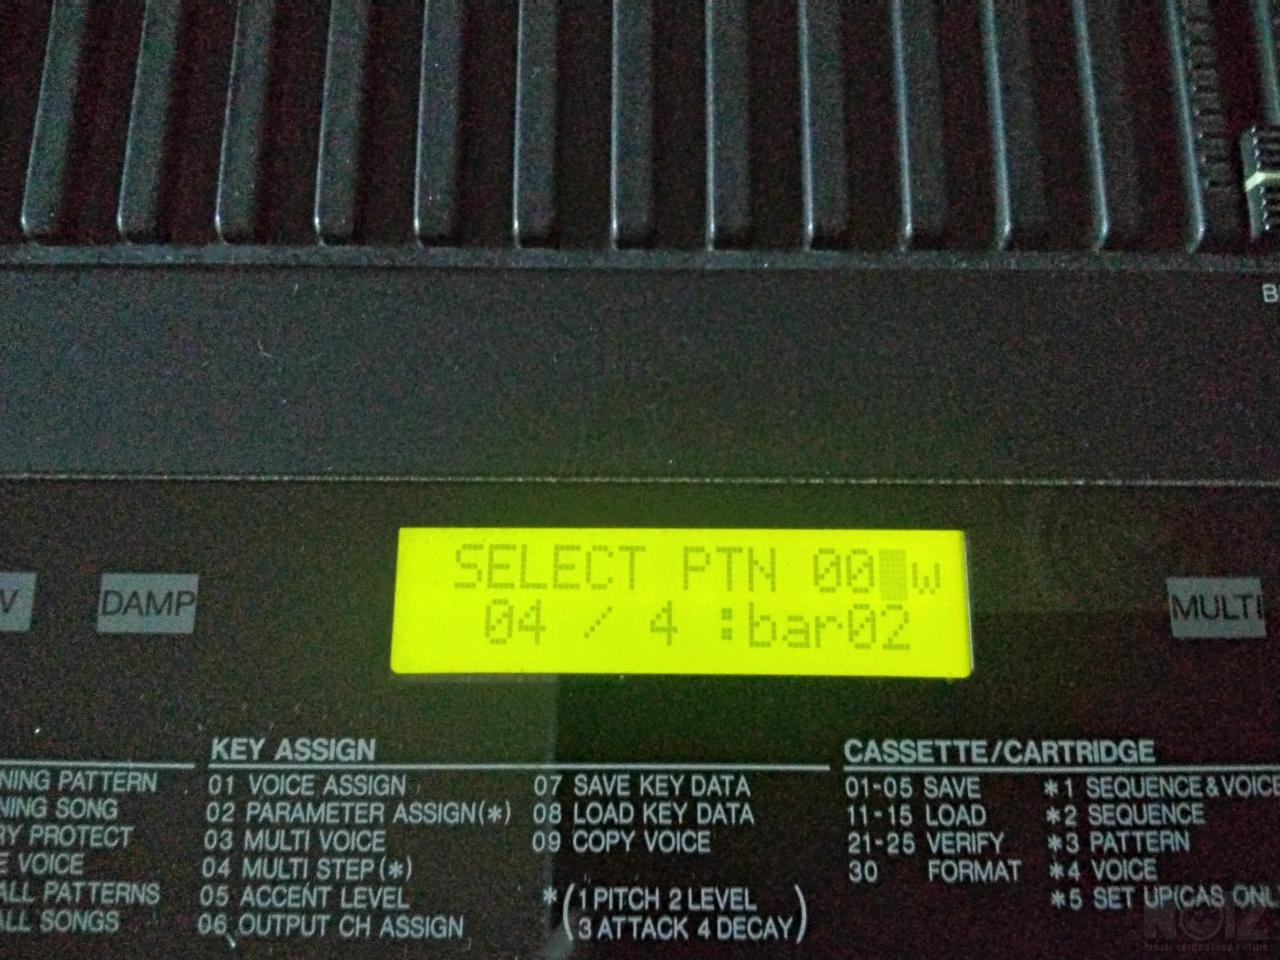 DAMP
SELECT PTN 00 w
04 / 4 :bar02
MULTI
NING PATTERN
NING SONG
RY PROTECT
E VOICE
ALL PATTERNS
ALL SONGS
KEY ASSIGN
01 VOICE ASSIGN
02 PARAMETER ASSIGN(*)
03 MULTI VOICE
04 MULTI STEP(*)
05 ACCENT LEVEL
06 OUTPUT CH ASSIGN
07 SAVE KEY DATA
08 LOAD KEY DATA
09 COPY VOICE
*(1 PITCH 2 LEVEL
3 ATTACK 4 DECAY)
CASSETTE/CARTRIDGE
01-05 SAVE
11-15 LOAD
21-25 VERIFY
30 FORMAT
*1 SEQUENCE&VOICE
*2 SEQUENCE
*3 PATTERN
*4 VOICE
*5 SET UP(CAS ONL
NOIZ